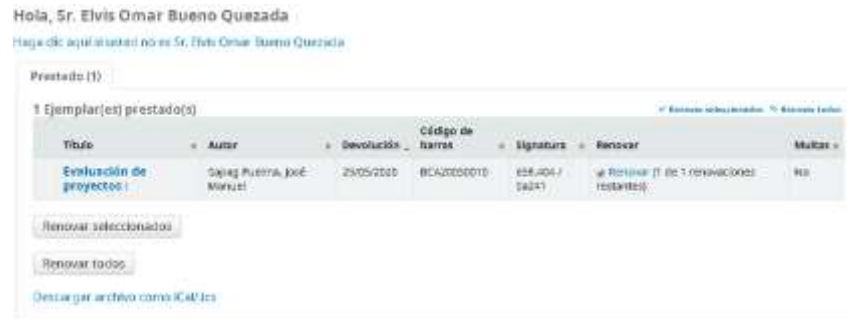 Hola, Sr. Elvis Omar Bueno Quezada
Haga clic aquí si usted no es Sr. Elvis Omar Bueno Quezada
Prestado (1)
1 Ejemplar(es) prestado(s)
Renovar seleccionados Renovar todos
Título Autor Devolución Código de barras Signatura Renovar Multas
Evaluación de proyectos José Manuel 29/05/2020 BCA20050010 658.404 / Renovar (1 de 1 renovaciones restantes) No
Renovar seleccionados
Renovar todos
Descargar archivo como iCal/.ics